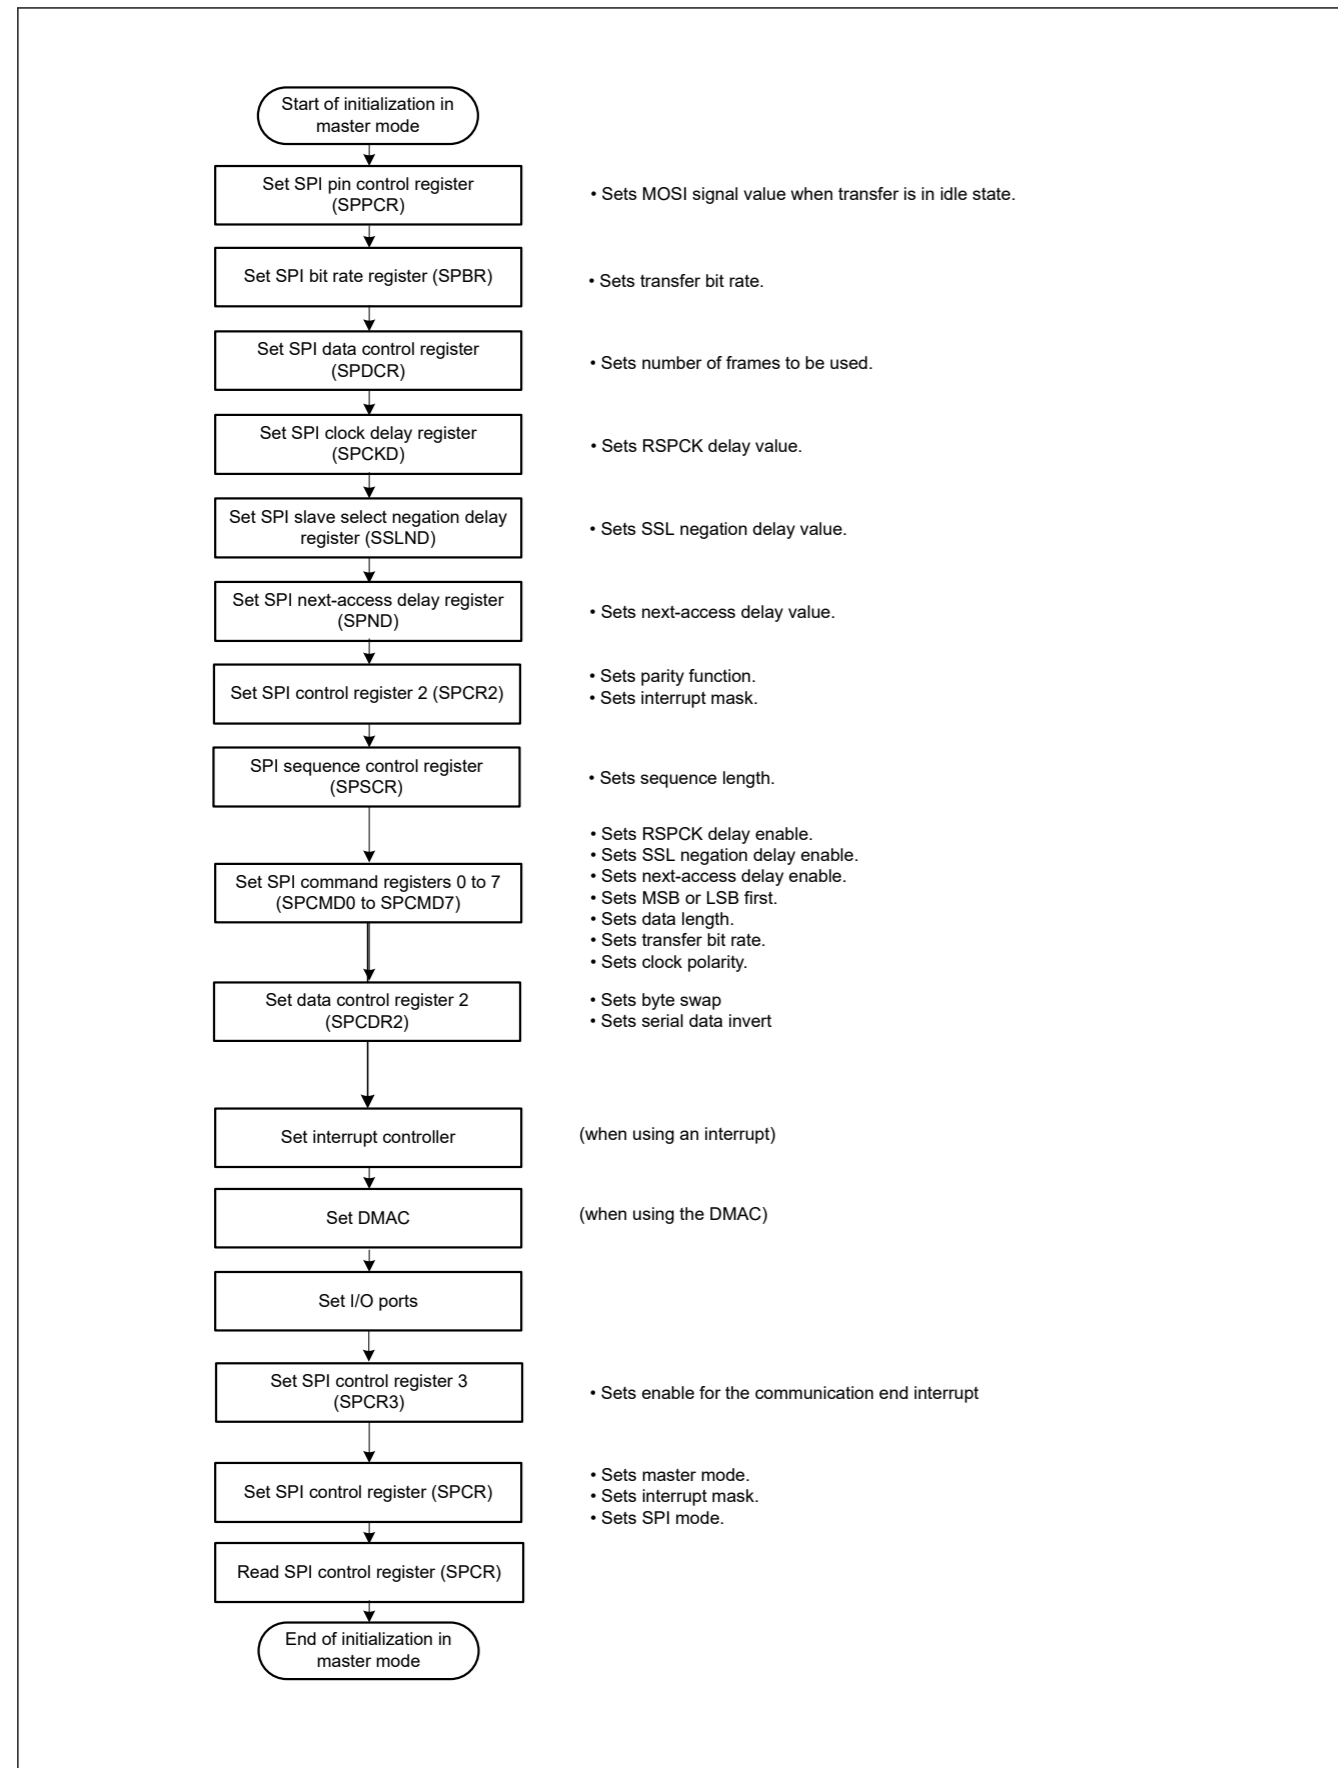 Start of initialization in
master mode
Set SPI pin control register
(SPPCR)
• Sets MOSI signal value when transfer is in idle state.
Set SPI bit rate register (SPBR)
• Sets transfer bit rate.
Set SPI data control register
(SPDCR)
• Sets number of frames to be used.
Set SPI clock delay register
(SPCKD)
• Sets RSPCK delay value.
Set SPI slave select negation delay
register (SSLND)
• Sets SSL negation delay value.
Set SPI next-access delay register
(SPND)
• Sets next-access delay value.
Set SPI control register 2 (SPCR2)
• Sets parity function.
• Sets interrupt mask.
SPI sequence control register
(SPSCR)
• Sets sequence length.
Set SPI command registers 0 to 7
(SPCMD0 to SPCMD7)
• Sets RSPCK delay enable.
• Sets SSL negation delay enable.
• Sets next-access delay enable.
• Sets MSB or LSB first.
• Sets data length.
• Sets transfer bit rate.
• Sets clock polarity.
Set data control register 2
(SPCDR2)
• Sets byte swap
• Sets serial data invert
Set interrupt controller
(when using an interrupt)
Set DMAC
(when using the DMAC)
Set I/O ports
Set SPI control register 3
(SPCR3)
• Sets enable for the communication end interrupt
Set SPI control register (SPCR)
• Sets master mode.
• Sets interrupt mask.
• Sets SPI mode.
Read SPI control register (SPCR)
End of initialization in
master mode